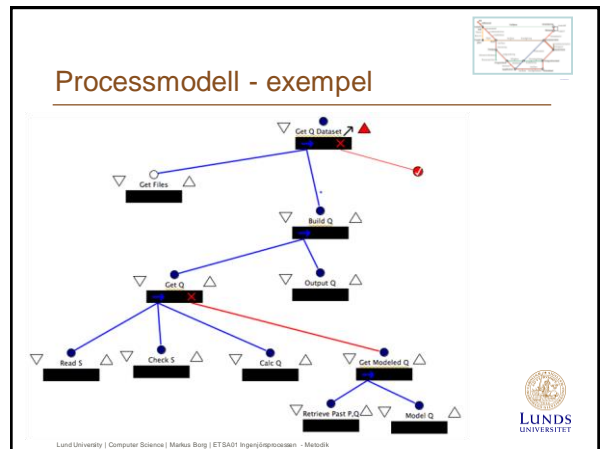 Processmodell - exempel
Get Q Dataset
Get Files
Build Q
Get Q
Output Q
Read S
Check S
Calc Q
Get Modeled Q
Retrieve Past P,Q
Model Q
LUNDS
UNIVERSITET
Lund University | Computer Science | Markus Borg | ETSA01 Ingenjörsprocessen - Metodik